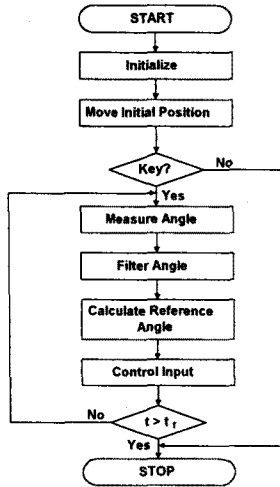 START
Initialize
Move Initial Position
Key?
No
Yes
Measure Angle
Filter Angle
Calculate Reference
Angle
Control Input
No
t > t f
Yes
STOP